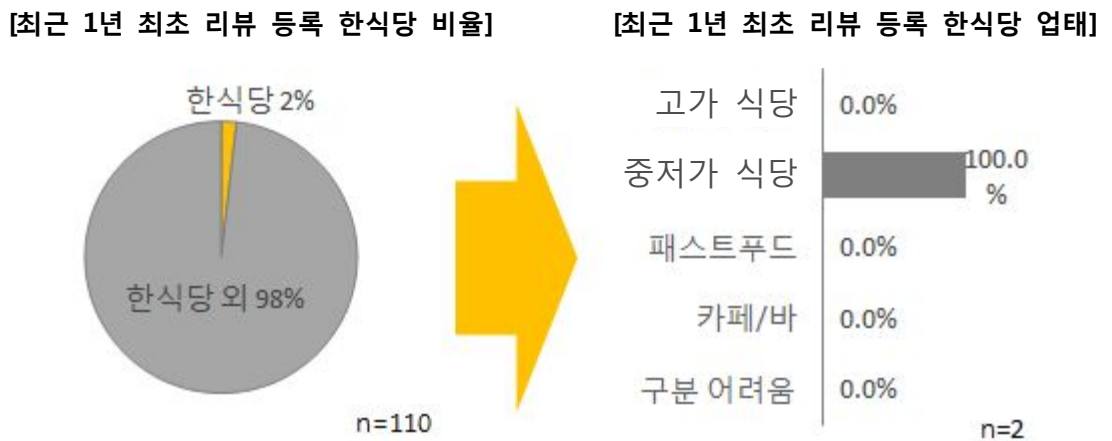 [최근 1년 최초 리뷰 등록 한식당 비율]
한식당 2%
한식당 외 98%
n=110
[최근 1년 최초 리뷰 등록 한식당 업태]
고가 식당 0.0%
중저가 식당 100.0
%
패스트푸드 0.0%
카페/바 0.0%
구분 어려움 0.0%
n=2